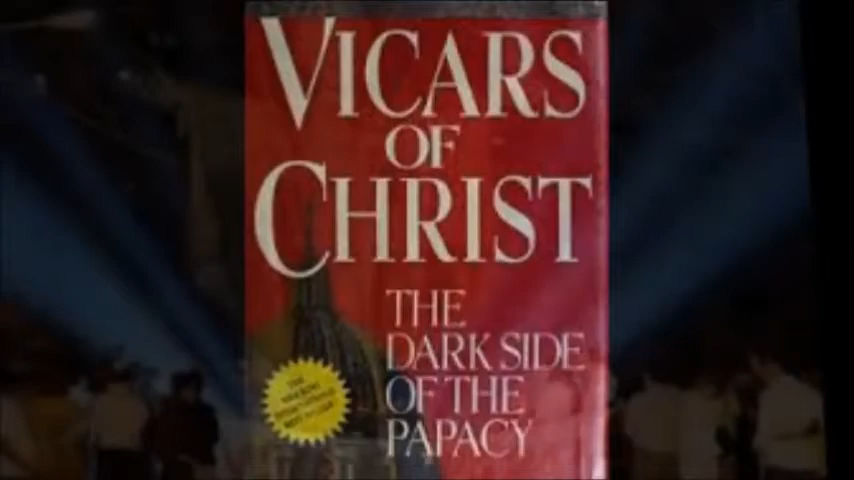 VICARS
OF
CHRIST
THE
DARK SIDE
OF THE
PAPACY